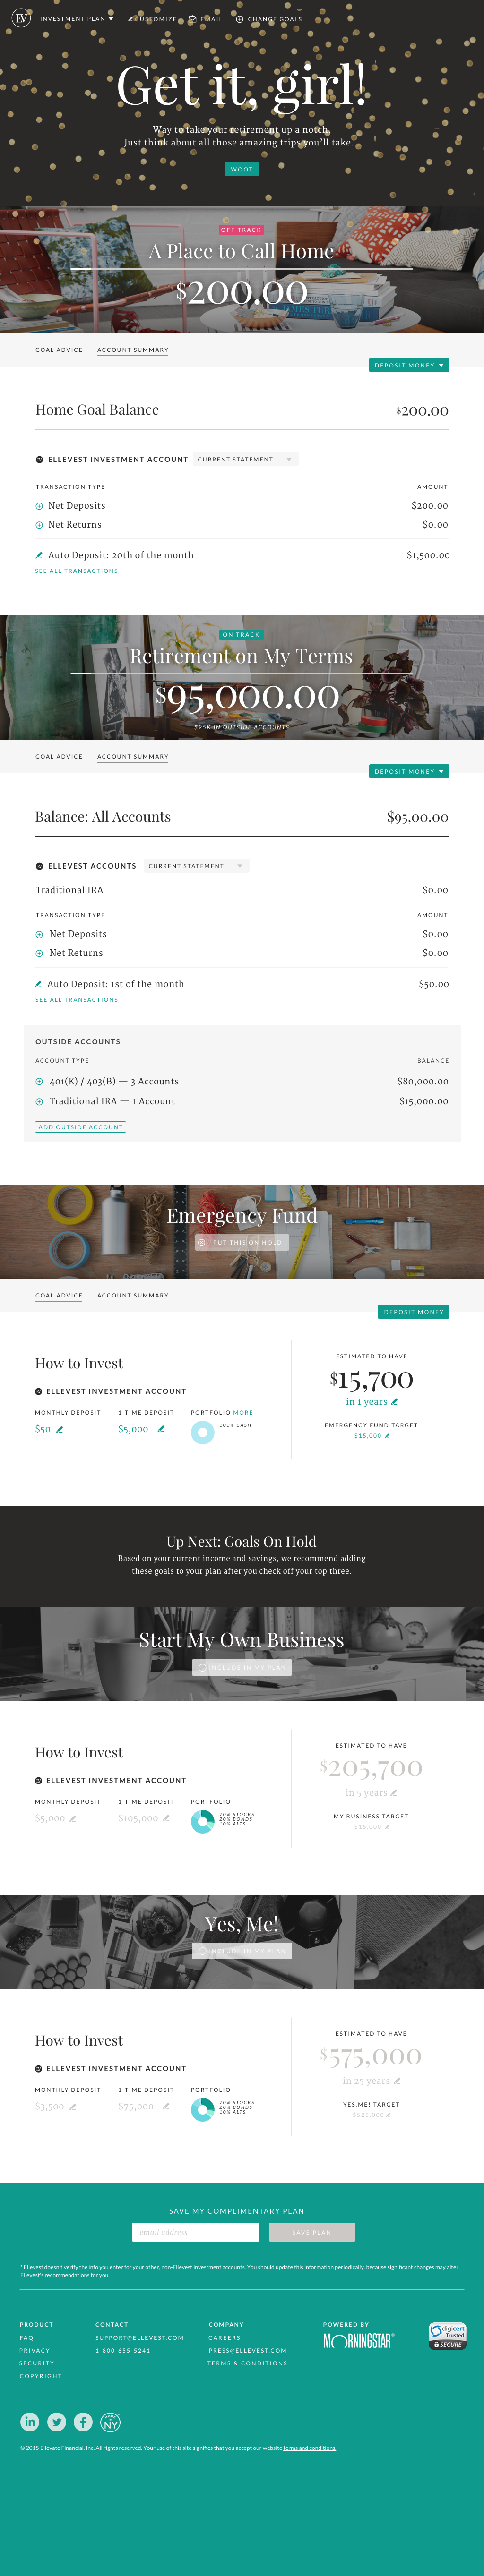 EV INVESTMENT PLAN CUSTOMIZE EMAIL CHANGE GOALS
Get it, girl!
Way to take your retirement up a notch.
Just think about all those amazing trips you'll take...
WOOT
OFF TRACK
A Place to Call Home
$200.00
GOAL ADVICE ACCOUNT SUMMARY
DEPOSIT MONEY
Home Goal Balance $200.00
ELLEVEST INVESTMENT ACCOUNT CURRENT STATEMENT
TRANSACTION TYPE AMOUNT
Net Deposits $200.00
Net Returns $0.00
Auto Deposit: 20th of the month $1,500.00
SEE ALL TRANSACTIONS
ON TRACK
Retirement on My Terms
$95,000.00
$95K IN OUTSIDE ACCOUNTS
GOAL ADVICE ACCOUNT SUMMARY
DEPOSIT MONEY
Balance: All Accounts $95,00.00
ELLEVEST ACCOUNTS CURRENT STATEMENT
Traditional IRA $0.00
TRANSACTION TYPE AMOUNT
Net Deposits $0.00
Net Returns $0.00
Auto Deposit: 1st of the month $50.00
SEE ALL TRANSACTIONS
OUTSIDE ACCOUNTS
ACCOUNT TYPE BALANCE
401(K) / 403(B) — 3 Accounts $80,000.00
Traditional IRA — 1 Account $15,000.00
ADD OUTSIDE ACCOUNT
Emergency Fund
PUT THIS ON HOLD
GOAL ADVICE ACCOUNT SUMMARY
DEPOSIT MONEY
How to Invest
ELLEVEST INVESTMENT ACCOUNT
MONTHLY DEPOSIT 1-TIME DEPOSIT PORTFOLIO MORE
$50 $5,000 100% CASH
ESTIMATED TO HAVE
$15,700
in 1 years
EMERGENCY FUND TARGET
$15,000
Up Next: Goals On Hold
Based on your current income and savings, we recommend adding
these goals to your plan after you check off your top three.
Start My Own Business
INCLUDE IN MY PLAN
How to Invest
ELLEVEST INVESTMENT ACCOUNT
MONTHLY DEPOSIT 1-TIME DEPOSIT PORTFOLIO
$5,000 $105,000
70% STOCKS
20% BONDS
10% ALTS
ESTIMATED TO HAVE
$205,700
in 5 years
MY BUSINESS TARGET
$15,000
Yes, Me!
INCLUDE IN MY PLAN
How to Invest
ELLEVEST INVESTMENT ACCOUNT
MONTHLY DEPOSIT 1-TIME DEPOSIT PORTFOLIO
$3,500 $75,000
70% STOCKS
20% BONDS
10% ALTS
ESTIMATED TO HAVE
$575,000
in 25 years
YES,ME! TARGET
$525,000
SAVE MY COMPLIMENTARY PLAN
email address SAVE PLAN
* Ellevest doesn't verify the info you enter for your other, non-Ellevest investment accounts. You should update this information periodically, because significant changes may alter
Ellevest's recommendations for you.
PRODUCT
FAQ
PRIVACY
SECURITY
COPYRIGHT
CONTACT
SUPPORT@ELLEVEST.COM
1-800-655-5241
COMPANY
CAREERS
PRESS@ELLEVEST.COM
TERMS & CONDITIONS
POWERED BY
MORNINGSTAR®
digicert
Trusted
SECURE
in f
NY
© 2015 Ellevate Financial, Inc. All rights reserved. Your use of this site signifies that you accept our website terms and conditions.